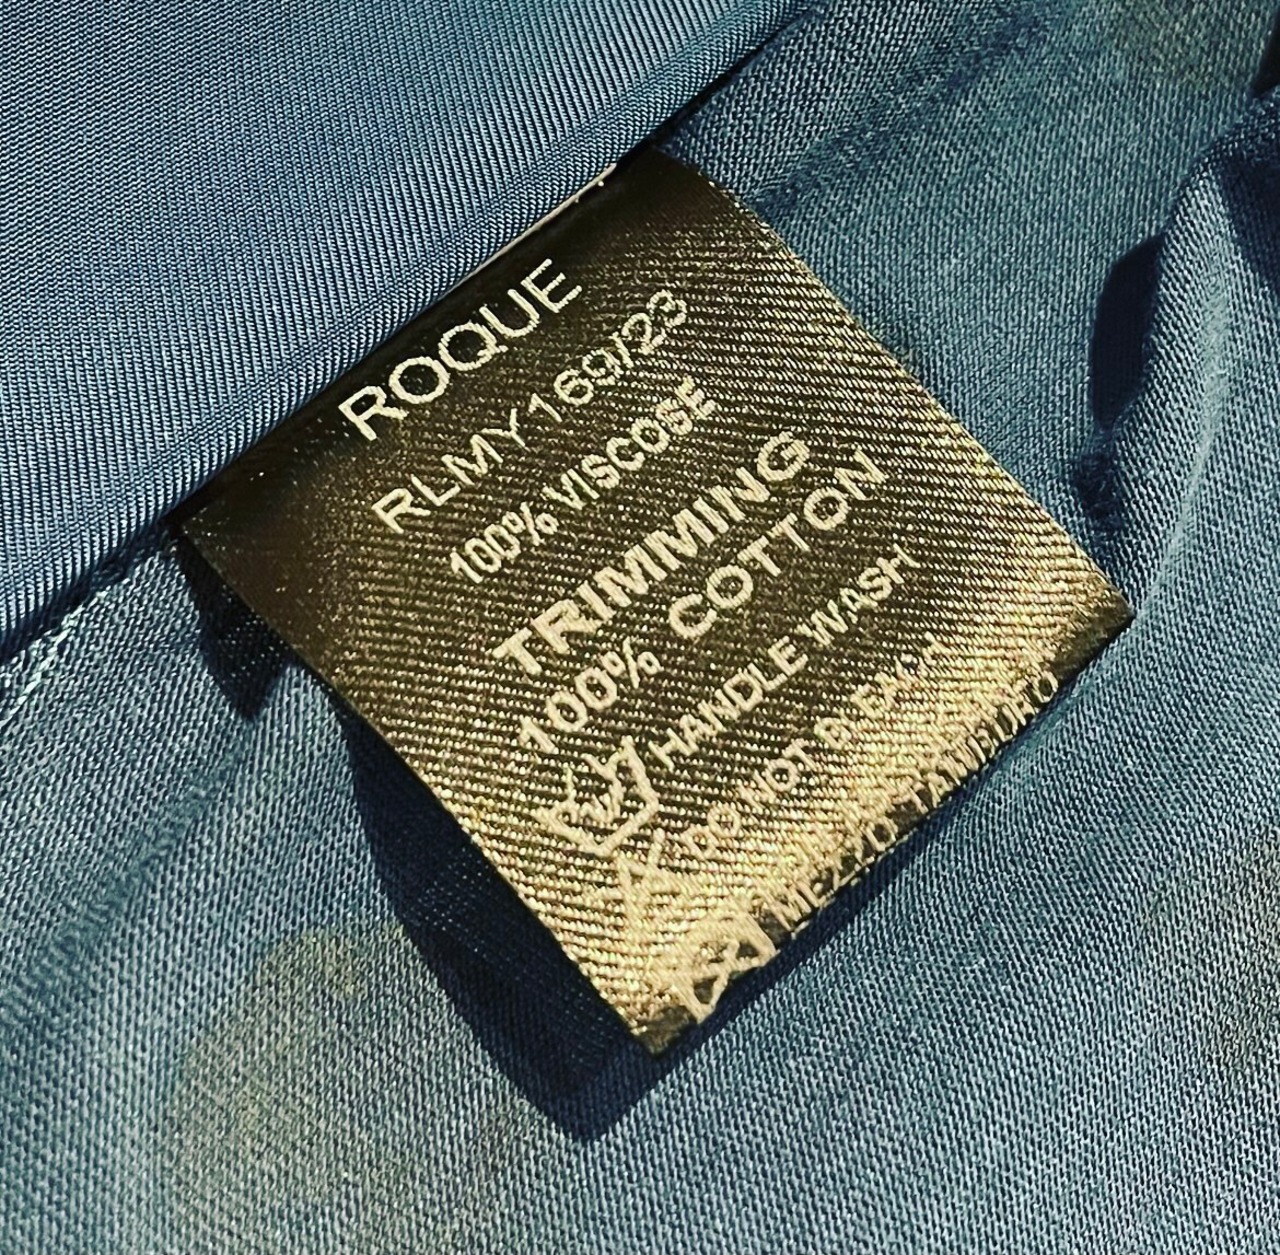 ROQUE
RLMY169/23
100% VISCOSE
TRIMMING
100% COTTON
HANDLE WASH
DO NOT BLEACH